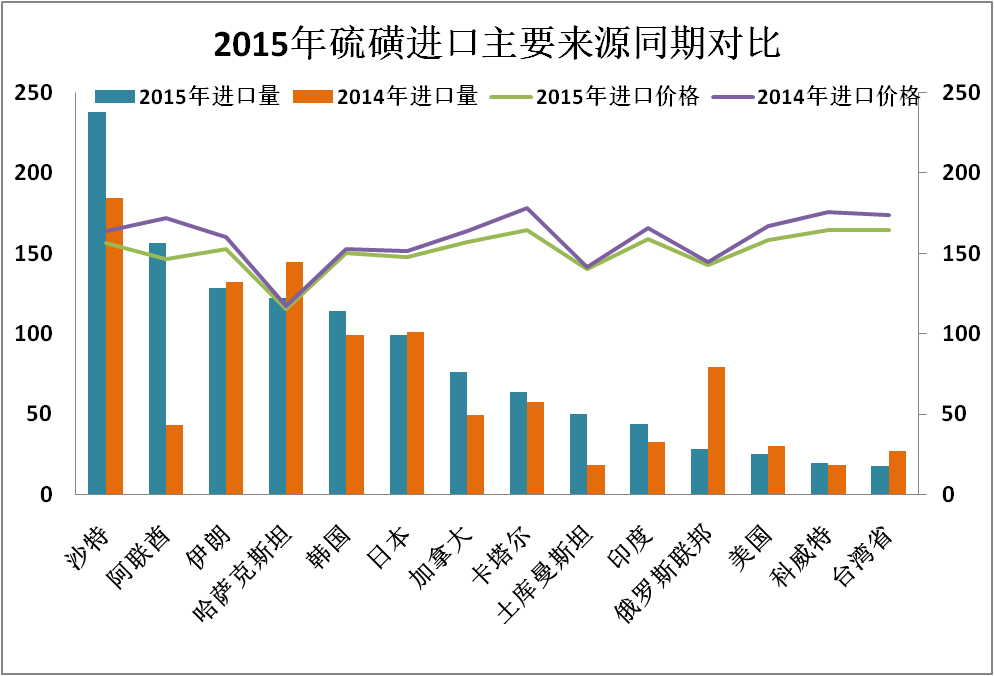 2015年硫磺进口主要来源同期对比
2015年进口量 2014年进口量 2015年进口价格 2014年进口价格
250 250
200 200
150 150
100 100
50 50
0 0
沙特 阿联酋 伊朗 哈萨克斯坦 韩国 日本 加拿大 卡塔尔 土库曼斯坦 印度 俄罗斯联邦 美国 科威特 台湾省